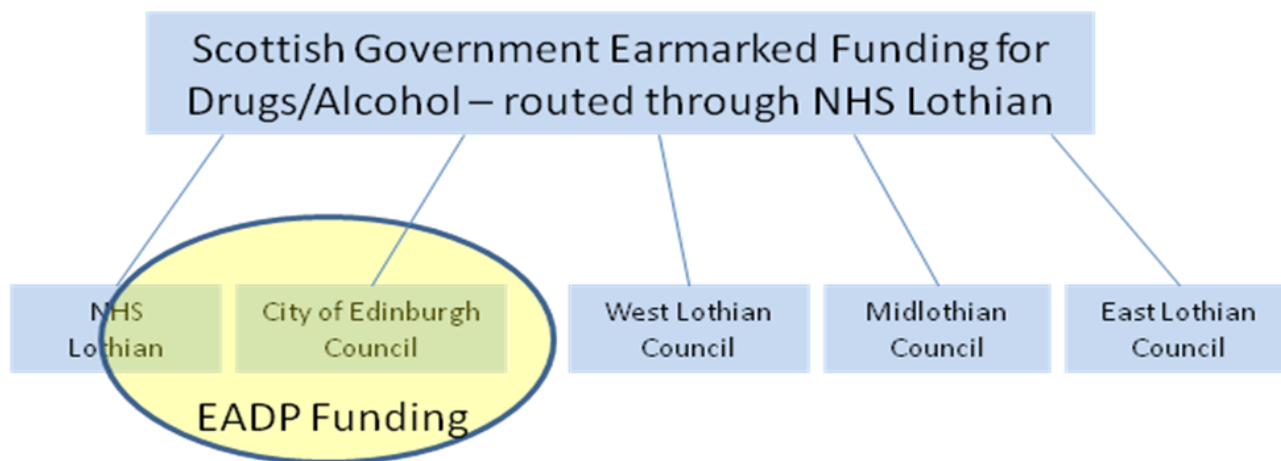 Scottish Government Earmarked Funding for
Drugs/Alcohol – routed through NHS Lothian
NHS
Lothian
City of Edinburgh
Council
West Lothian
Council
Midlothian
Council
East Lothian
Council
EADP Funding